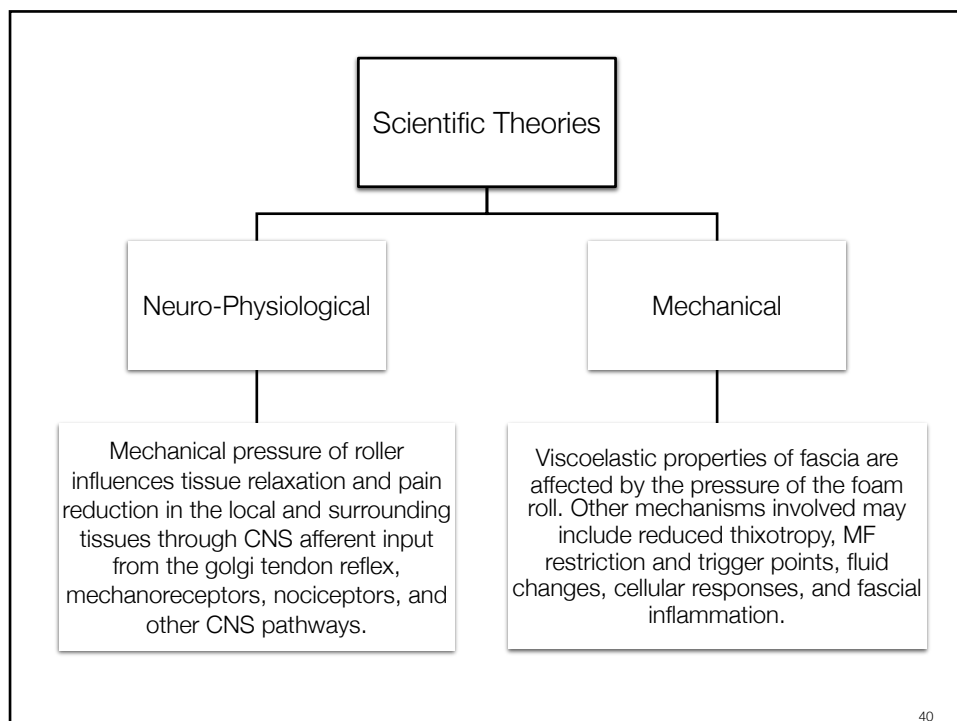 Scientific Theories
Neuro-Physiological
Mechanical
Mechanical pressure of roller
influences tissue relaxation and pain
reduction in the local and surrounding
tissues through CNS afferent input
from the golgi tendon reflex,
mechanoreceptors, nociceptors, and
other CNS pathways.
Viscoelastic properties of fascia are
affected by the pressure of the foam
roll. Other mechanisms involved may
include reduced thixotropy, MF
restriction and trigger points, fluid
changes, cellular responses, and fascial
inflammation.
40